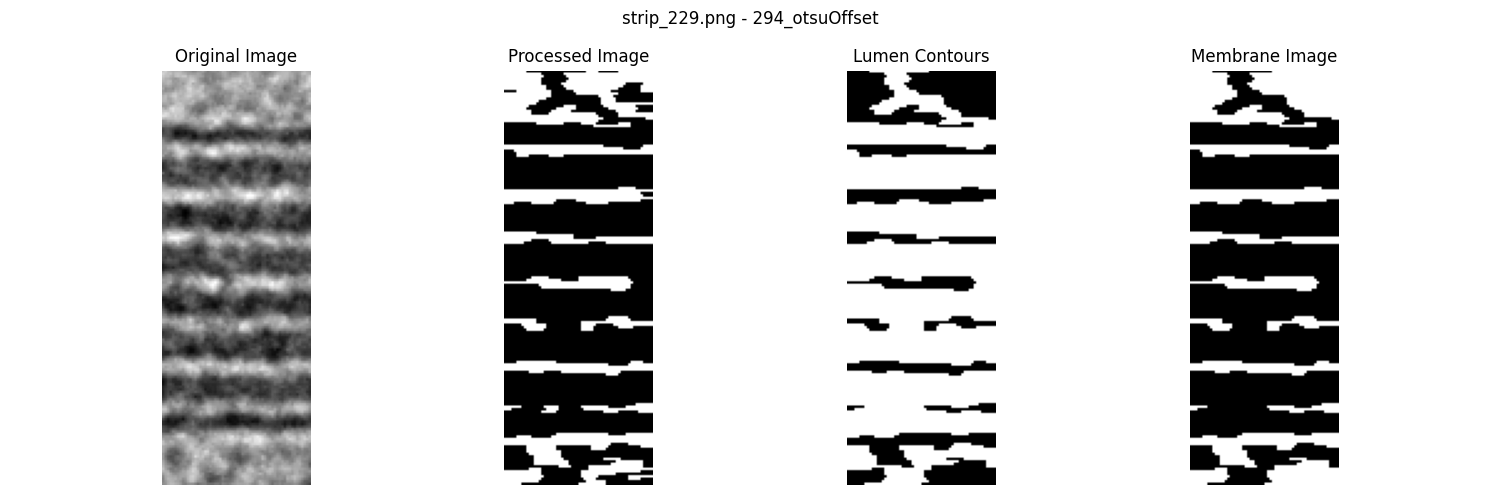 strip_229.png - 294_otsuOffset
Original Image
Processed Image
Lumen Contours
Membrane Image